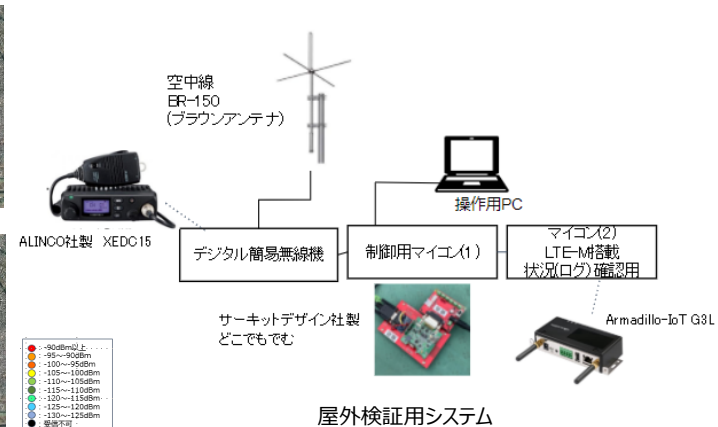 空中線
BR-150
(ブラウンアンテナ)
操作用PC
ALINCO社製 XEDC15
デジタル簡易無線機
制御用マイコン(1)
マイコン(2)
LTE-M搭載
状況(ログ)確認用
サーキットデザイン社製
どこでもでむ
Armadillo-IoT G3L
: -90dBm以上
: -95~-90dBm
: -100~-95dBm
: -105~-100dBm
: -110~-105dBm
: -115~-110dBm
: -120~-115dBm
: -125~-120dBm
: -130~-125dBm
: 受信不可
屋外検証用システム